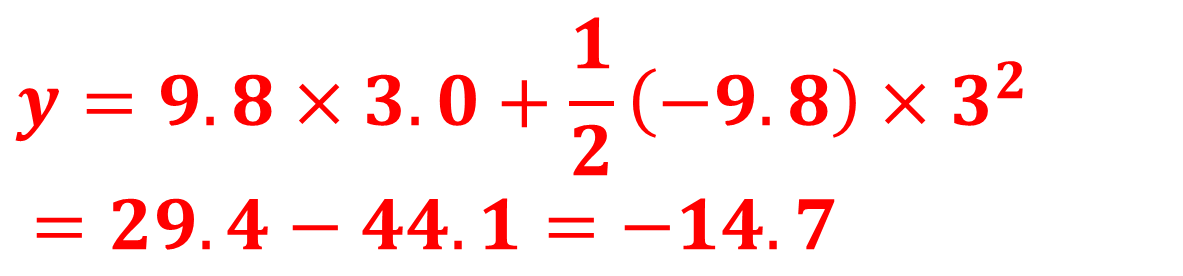 y = 9.8 × 3.0 + 1/2 (−9.8) × 3²
= 29.4 − 44.1 = −14.7